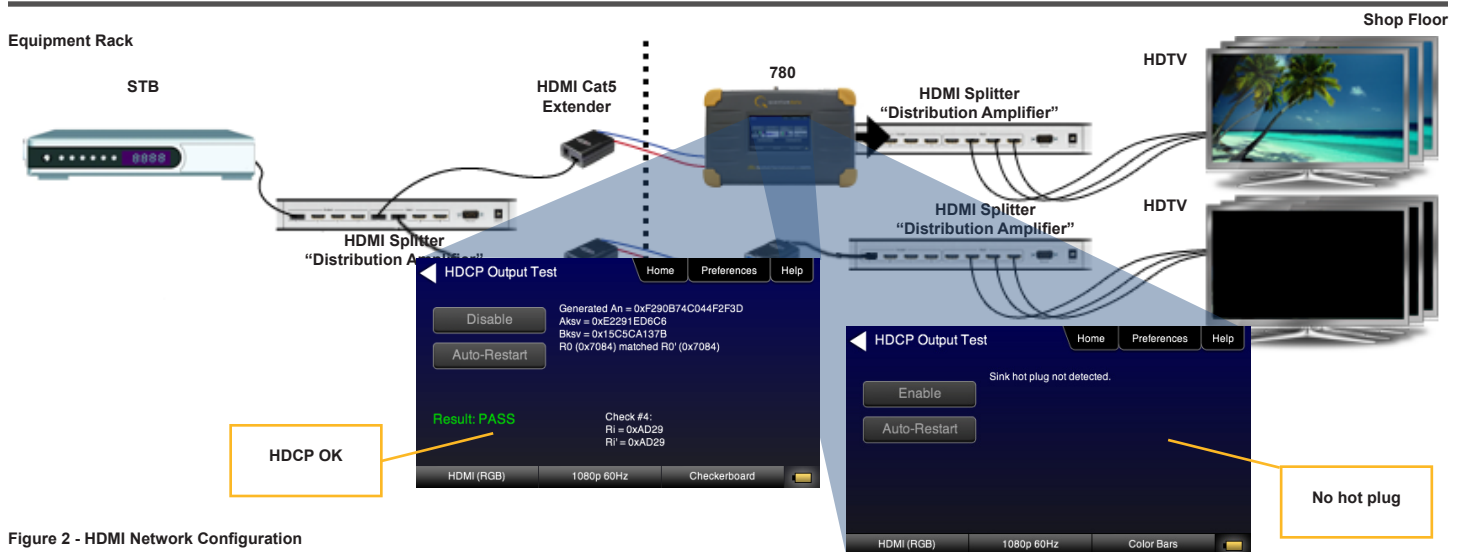 Shop Floor
Equipment Rack
STB
HDMI Cat5
Extender
780
HDMI Splitter
“Distribution Amplifier”
HDTV
8888
HDMI Splitter
“Distribution
HDMI Splitter
“Distribution Amplifier”
HDTV
HDCP Output Test
Home
Preferences
Help
Disable
Auto-Restart
Generated An = 0xF290B74C044F2F3D
Aksv = 0xE2291ED6C6
Bksv = 0x15C5CA137B
R0 (0x7084) matched R0' (0x7084)
Result: PASS
Check #4:
Ri = 0xAD29
Ri' = 0xAD29
HDMI (RGB)
1080p 60Hz
Checkerboard
HDCP OK
HDCP Output Test
Home
Preferences
Help
Enable
Auto-Restart
Sink hot plug not detected.
HDMI (RGB)
1080p 60Hz
Color Bars
No hot plug
Figure 2 - HDMI Network Configuration